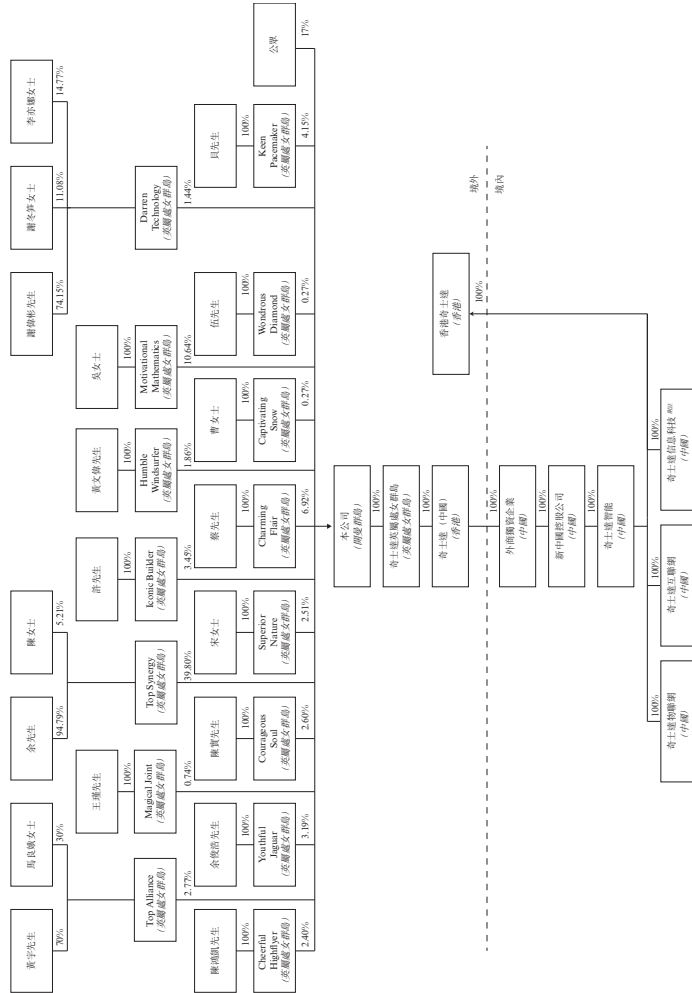 黃宇先生
馬良娥女士
余先生
陳女士
謝偉彬先生
謝冬筍女士
李亦娜女士
70%
30%
94.79%
5.21%
74.15%
11.08%
14.77%
王瑾先生
許先生
黃文偉先生
吳女士
100%
100%
100%
100%
Top Alliance
(英屬處女群島)
Magical Joint
(英屬處女群島)
Top Synergy
(英屬處女群島)
Iconic Builder
(英屬處女群島)
Humble
Windsurfer
(英屬處女群島)
Motivational
Mathematics
(英屬處女群島)
Darren
Technology
(英屬處女群島)
2.77%
0.74%
39.80%
3.45%
1.86%
10.64%
1.44%
陳鴻凱先生
余俊浩先生
陳實先生
宋女士
蔡先生
曹女士
伍先生
貝先生
公眾
100%
100%
100%
100%
100%
100%
100%
100%
Cheerful
Highflyer
(英屬處女群島)
Youthful
Jaguar
(英屬處女群島)
Courageous
Soul
(英屬處女群島)
Superior
Nature
(英屬處女群島)
Charming
Flair
(英屬處女群島)
Captivating
Snow
(英屬處女群島)
Wondrous
Diamond
(英屬處女群島)
Keen
Pacemaker
(英屬處女群島)
2.40%
3.19%
2.60%
2.51%
6.92%
0.27%
0.27%
4.15%
17%
本公司
(開曼群島)
100%
奇士達英屬處女群島
(英屬處女群島)
100%
奇士達（中國）
(香港)
香港奇士達
(香港)
境外
境內
100%
100%
外商獨資企業
(中國)
100%
新中國控股公司
(中國)
100%
奇士達智能
(中國)
100%
100%
100%
奇士達物聯網
(中國)
奇士達互聯網
(中國)
奇士達信息科技
(中國)